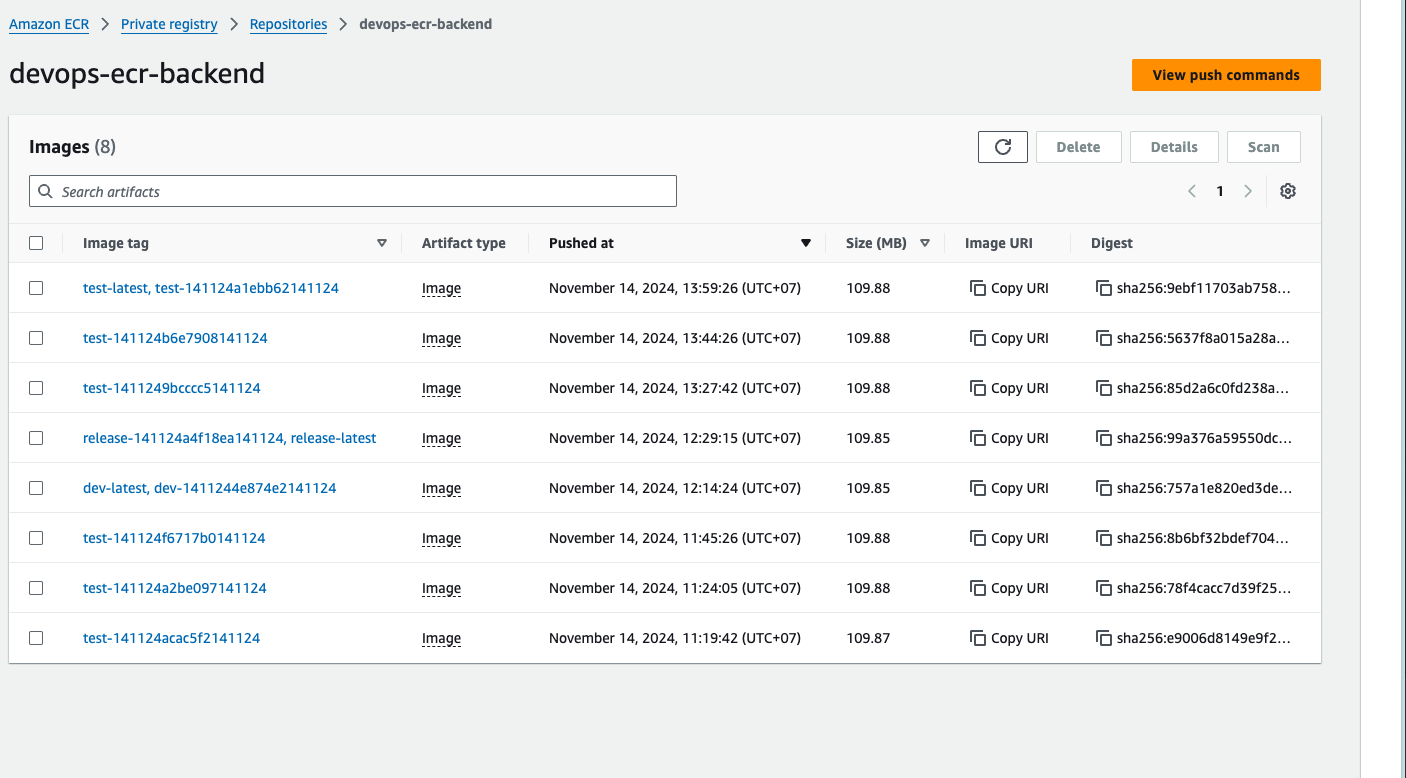 Amazon ECR > Private registry > Repositories > devops-ecr-backend
devops-ecr-backend
View push commands
Images (8)
Delete Details Scan
Search artifacts
1
Image tag Artifact type Pushed at Size (MB) Image URI Digest
test-latest, test-141124a1ebb62141124 Image November 14, 2024, 13:59:26 (UTC+07) 109.88 Copy URI sha256:9ebf11703ab758...
test-141124b6e7908141124 Image November 14, 2024, 13:44:26 (UTC+07) 109.88 Copy URI sha256:5637f8a015a28a...
test-1411249bcccc5141124 Image November 14, 2024, 13:27:42 (UTC+07) 109.88 Copy URI sha256:85d2a6c0fd238a...
release-141124a4f18ea141124, release-latest Image November 14, 2024, 12:29:15 (UTC+07) 109.85 Copy URI sha256:99a376a59550dc...
dev-latest, dev-1411244e874e2141124 Image November 14, 2024, 12:14:24 (UTC+07) 109.85 Copy URI sha256:757a1e820ed3de...
test-141124f6717b0141124 Image November 14, 2024, 11:45:26 (UTC+07) 109.88 Copy URI sha256:8b6bf32bdef704...
test-141124a2be097141124 Image November 14, 2024, 11:24:05 (UTC+07) 109.88 Copy URI sha256:78f4cacc7d39f25...
test-141124acac5f2141124 Image November 14, 2024, 11:19:42 (UTC+07) 109.87 Copy URI sha256:e9006d8149e9f2...